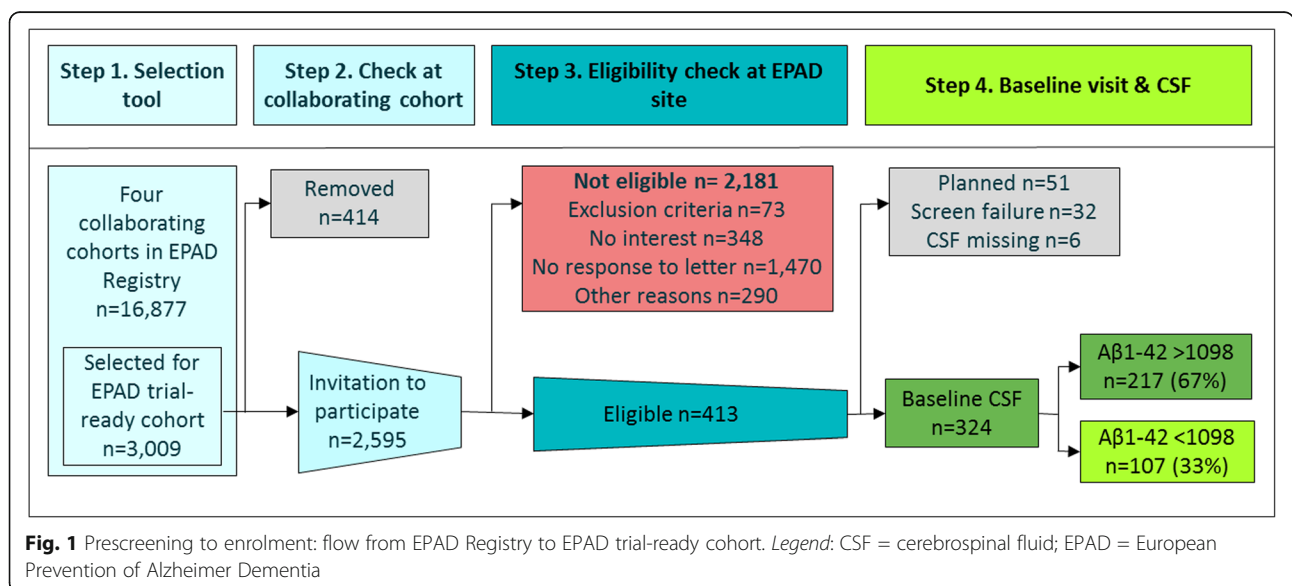 Step 1. Selection
tool
Step 2. Check at
collaborating cohort
Step 3. Eligibility check at EPAD
site
Step 4. Baseline visit & CSF
Four
collaborating
cohorts in EPAD
Registry
n=16,877
Selected for
EPAD trial-
ready cohort
n=3,009
Removed
n=414
Invitation to
participate
n=2,595
Not eligible n= 2,181
Exclusion criteria n=73
No interest n=348
No response to letter n=1,470
Other reasons n=290
Eligible n=413
Planned n=51
Screen failure n=32
CSF missing n=6
Baseline CSF
n=324
Aβ1-42 >1098
n=217 (67%)
Aβ1-42 <1098
n=107 (33%)
Fig. 1 Prescreening to enrolment: flow from EPAD Registry to EPAD trial-ready cohort. Legend: CSF = cerebrospinal fluid; EPAD = European
Prevention of Alzheimer Dementia